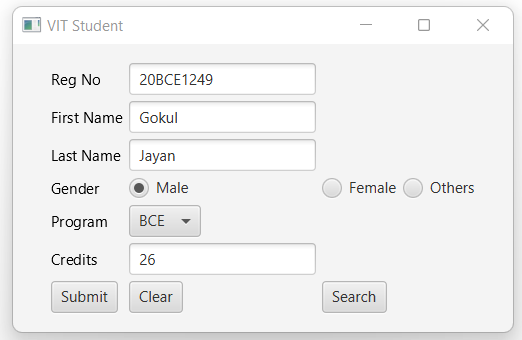 VIT Student
Reg No 20BCE1249
First Name Gokul
Last Name Jayan
Gender Male Female Others
Program BCE
Credits 26
Submit Clear Search